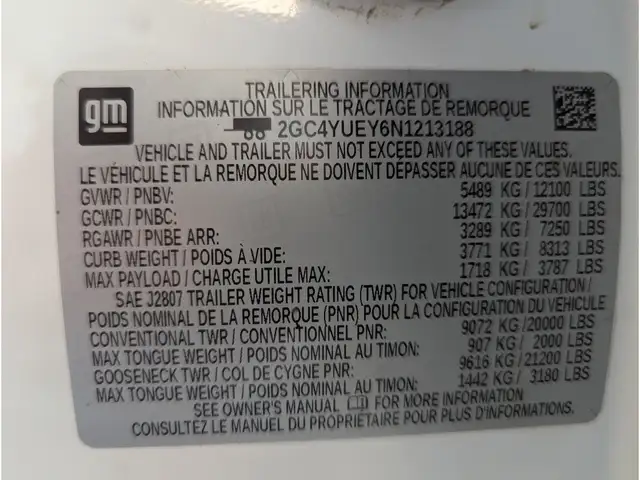 gm
TRAILERING INFORMATION
INFORMATION SUR LE TRACTAGE DE REMORQUE
2GC4YUEY6N1213188
VEHICLE AND TRAILER MUST NOT EXCEED ANY OF THESE VALUES.
LE VÉHICULE ET LA REMORQUE NE DOIVENT DÉPASSER AUCUNE DE CES VALEURS.
GVWR / PNBV: 5489 KG / 12100 LBS
GCWR / PNBC: 13472 KG / 29700 LBS
RGAWR / PNBE ARR: 3289 KG / 7250 LBS
CURB WEIGHT / POIDS À VIDE: 3771 KG / 8313 LBS
MAX PAYLOAD / CHARGE UTILE MAX: 1718 KG / 3787 LBS
SAE J2807 TRAILER WEIGHT RATING (TWR) FOR VEHICLE CONFIGURATION /
POIDS NOMINAL DE LA REMORQUE (PNR) POUR LA CONFIGURATION DU VÉHICULE
CONVENTIONAL TWR / CONVENTIONNEL PNR: 9072 KG / 20000 LBS
MAX TONGUE WEIGHT / POIDS NOMINAL AU TIMON: 907 KG / 2000 LBS
GOOSENECK TWR / COL DE CYGNE PNR: 9616 KG / 21200 LBS
MAX TONGUE WEIGHT / POIDS NOMINAL AU TIMON: 1442 KG / 3180 LBS
SEE OWNER'S MANUAL FOR MORE INFORMATION
CONSULTEZ LE MANUEL DU PROPRIÉTAIRE POUR PLUS D'INFORMATIONS.